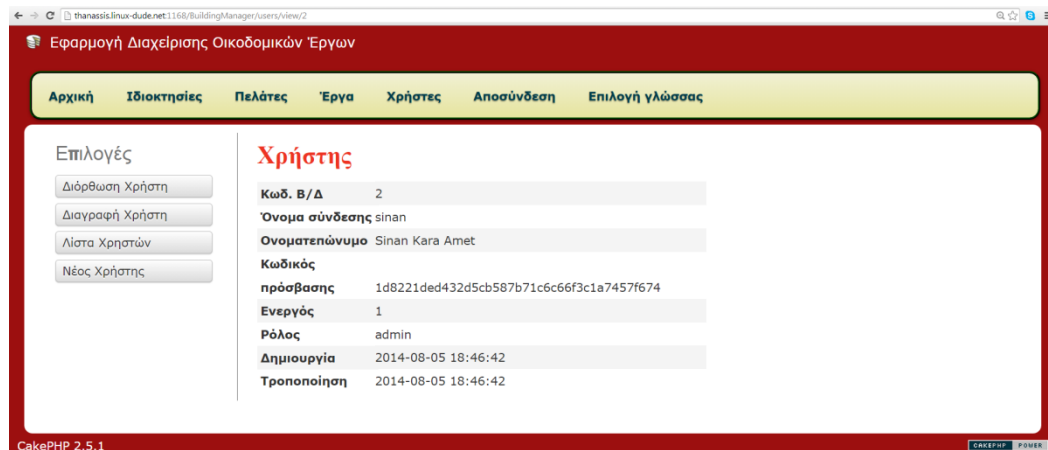 thanassis.linux-dude.net:1168/BuildingManager/users/view/2
Εφαρμογή Διαχείρισης Οικοδομικών Έργων
Αρχική Ιδιοκτησίες Πελάτες Έργα Χρήστες Αποσύνδεση Επιλογή γλώσσας
Επιλογές
Διόρθωση Χρήστη
Διαγραφή Χρήστη
Λίστα Χρηστών
Νέος Χρήστης
Χρήστης
Κωδ. Β/Δ 2
Όνομα σύνδεσης sinan
Ονοματεπώνυμο Sinan Kara Amet
Κωδικός
πρόσβασης 1d8221ded432d5cb587b71c6c66f3c1a7457f674
Ενεργός 1
Ρόλος admin
Δημιουργία 2014-08-05 18:46:42
Τροποποίηση 2014-08-05 18:46:42
CakePHP 2.5.1
CAKEPHP POWER